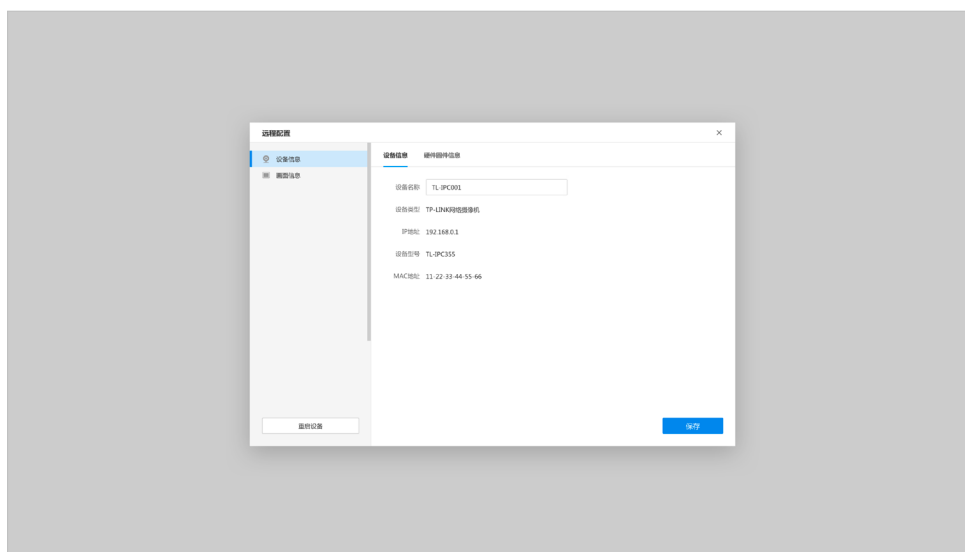 远程配置
设备信息
画面信息
重启设备
设备信息 硬件固件信息
设备名称 TL-IPC001
设备类型 TP-LINK网络摄像机
IP地址 192.168.0.1
设备型号 TL-IPC355
MAC地址 11-22-33-44-55-66
保存